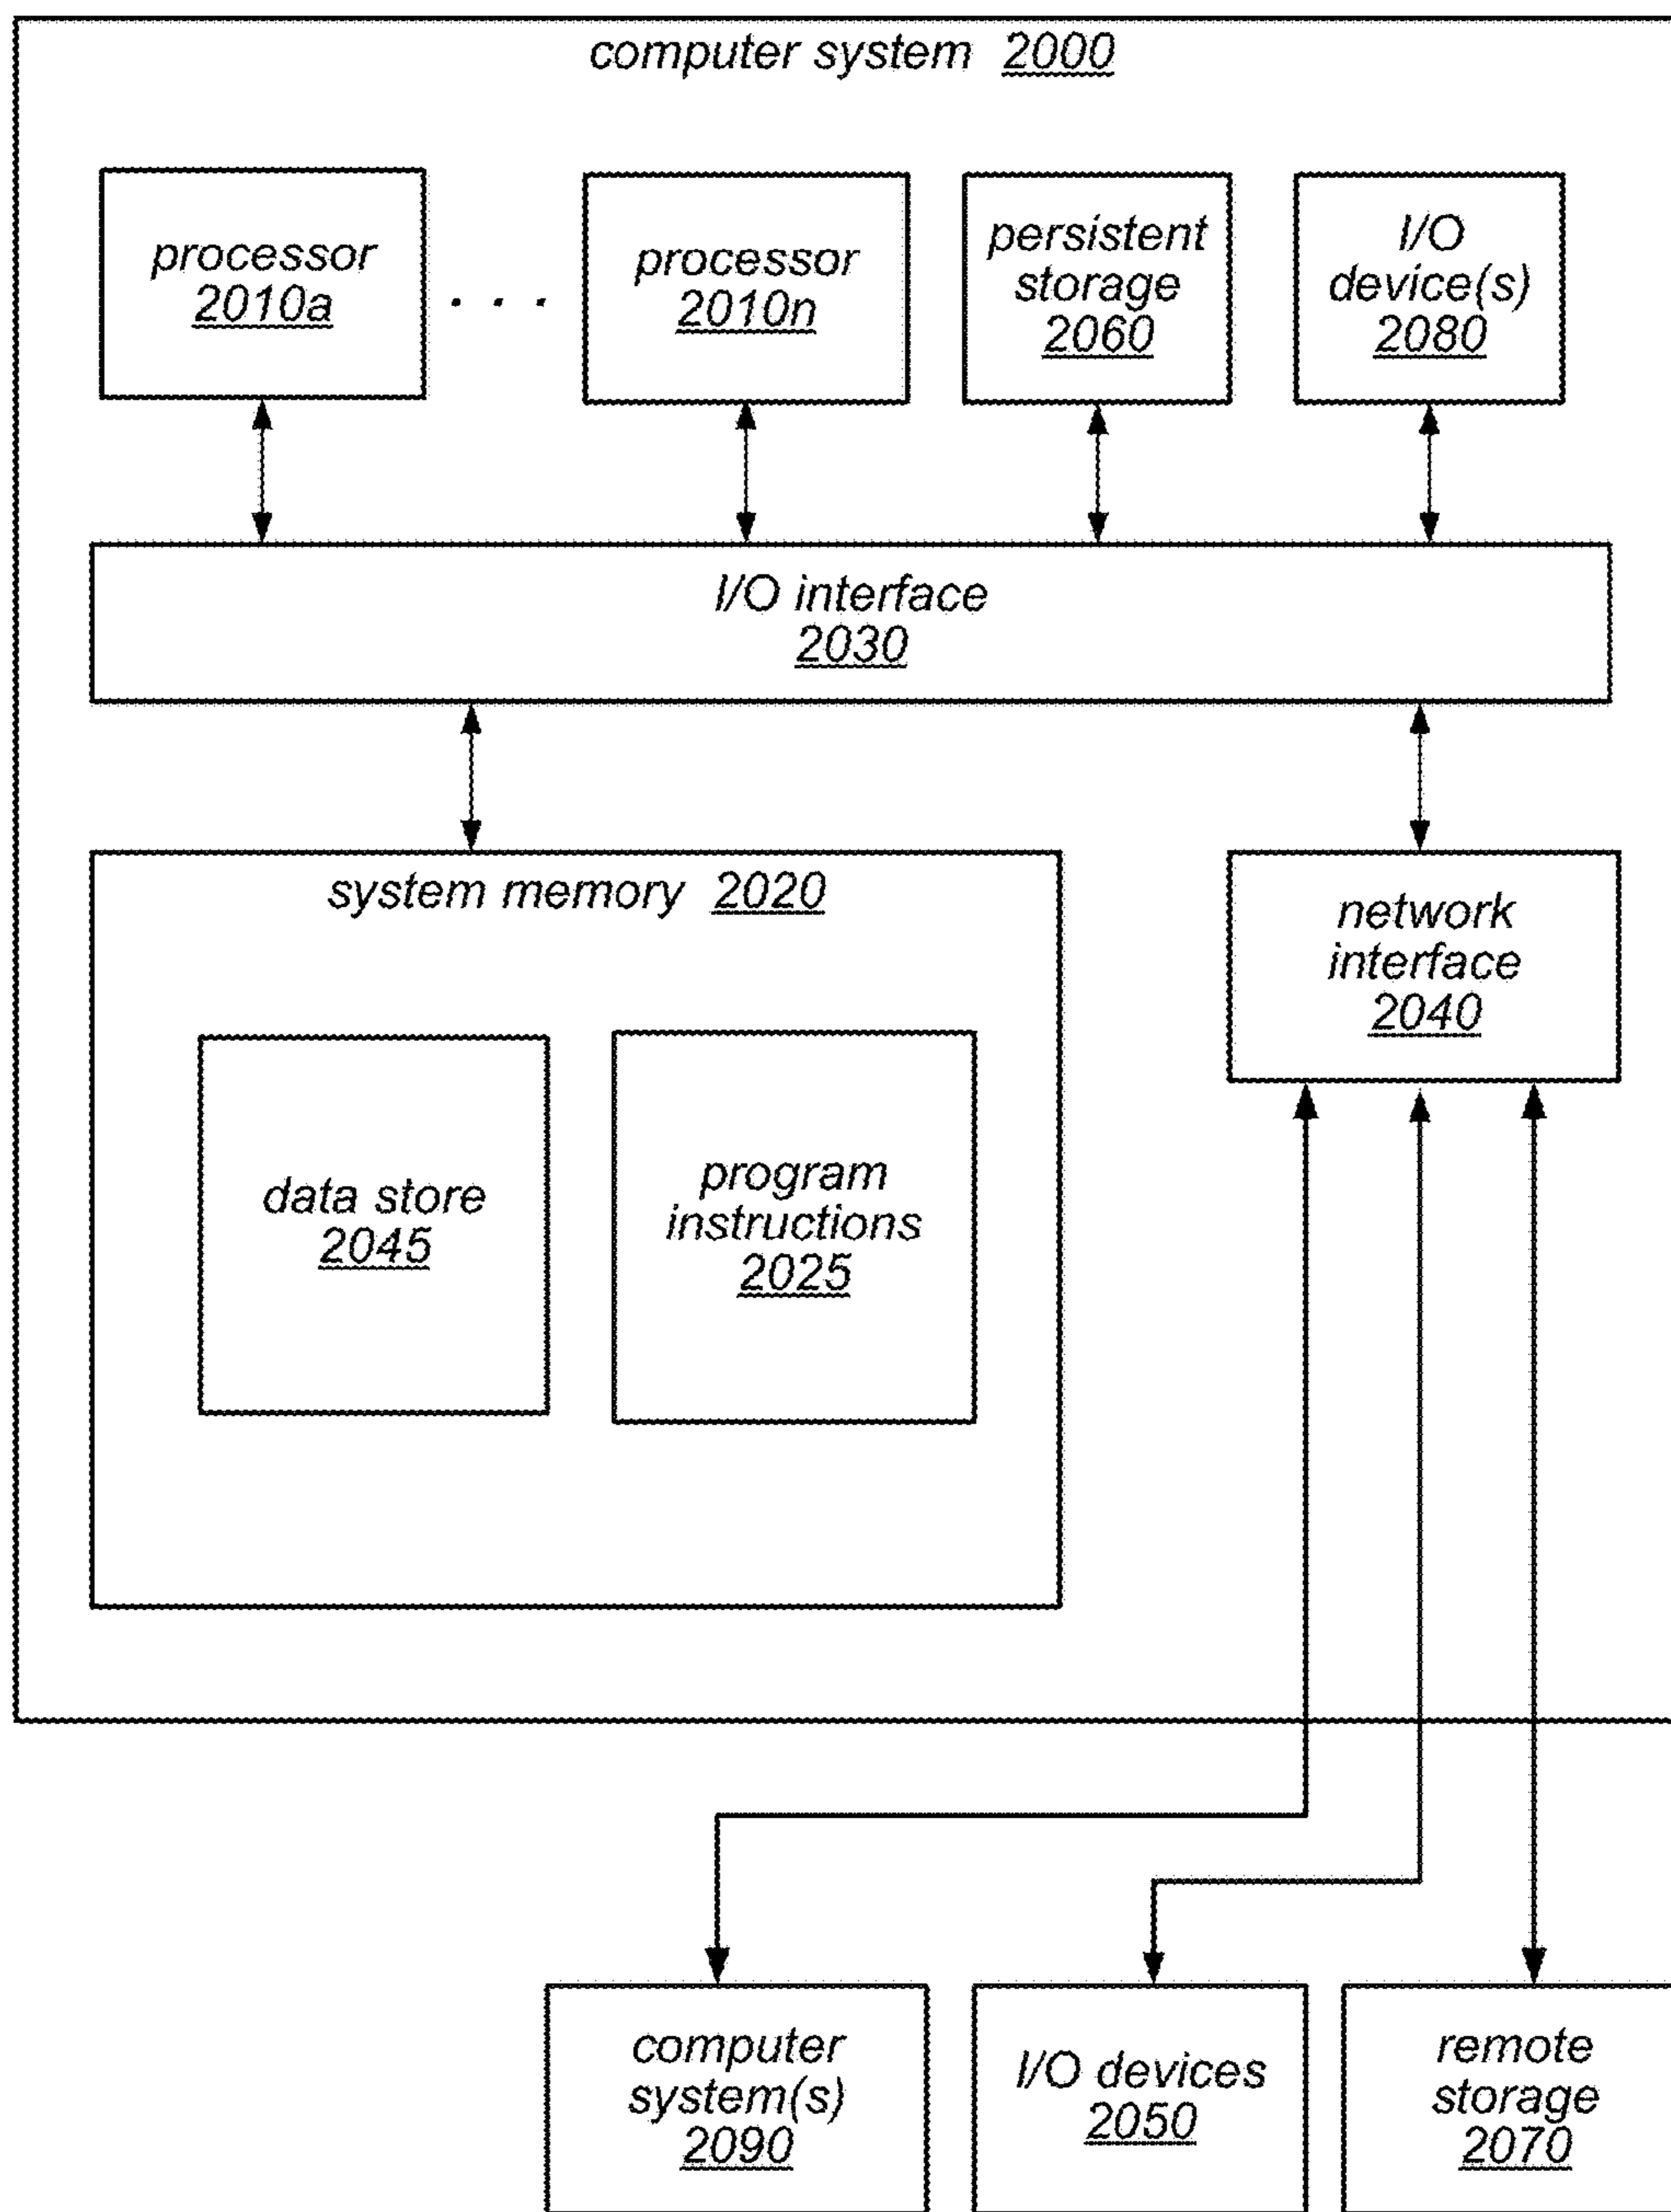 computer system 2000
processor
2010a
. . .
processor
2010n
persistent
storage
2060
I/O
device(s)
2080
I/O interface
2030
system memory 2020
network
interface
2040
data store
2045
program
instructions
2025
computer
system(s)
2090
I/O devices
2050
remote
storage
2070